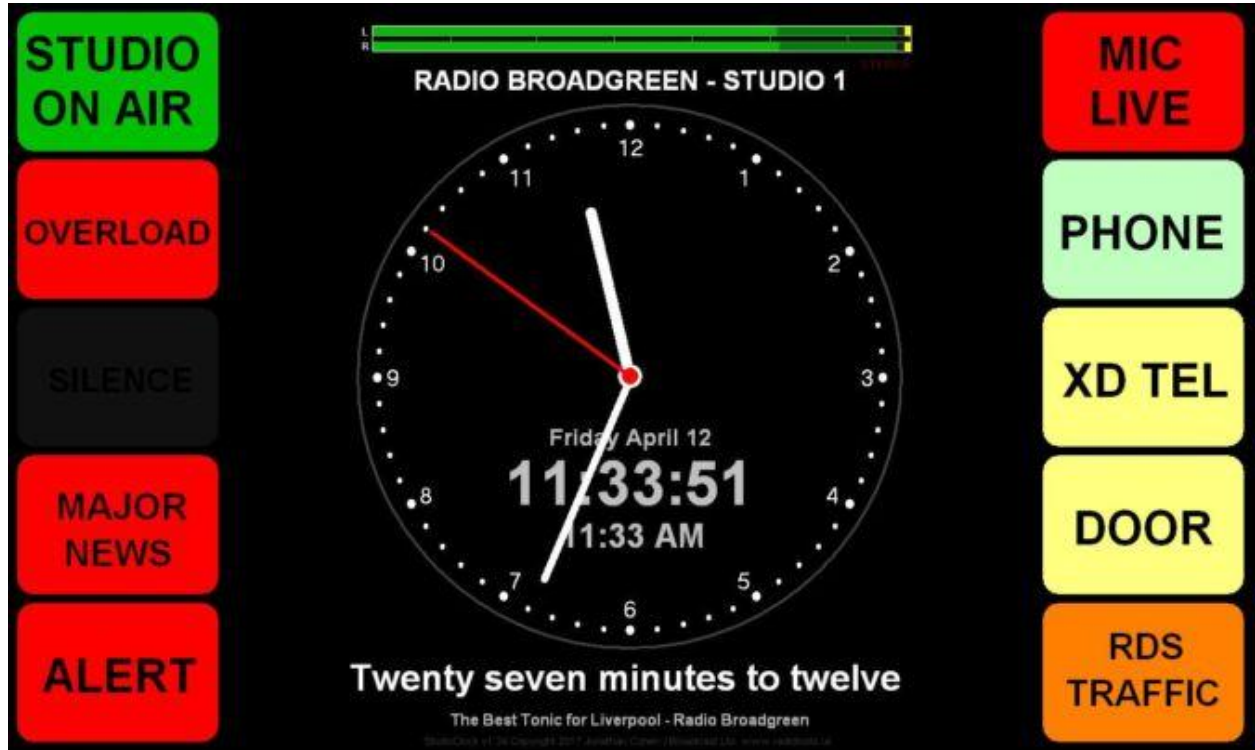 STUDIO
ON AIR
OVERLOAD
SILENCE
MAJOR
NEWS
ALERT
L
R
RADIO BROADGREEN - STUDIO 1
12
1
2
3
4
5
6
7
8
9
10
11
Friday April 12
11:33:51
11:33 AM
Twenty seven minutes to twelve
The Best Tonic for Liverpool - Radio Broadgreen
MIC
LIVE
PHONE
XD TEL
DOOR
RDS
TRAFFIC